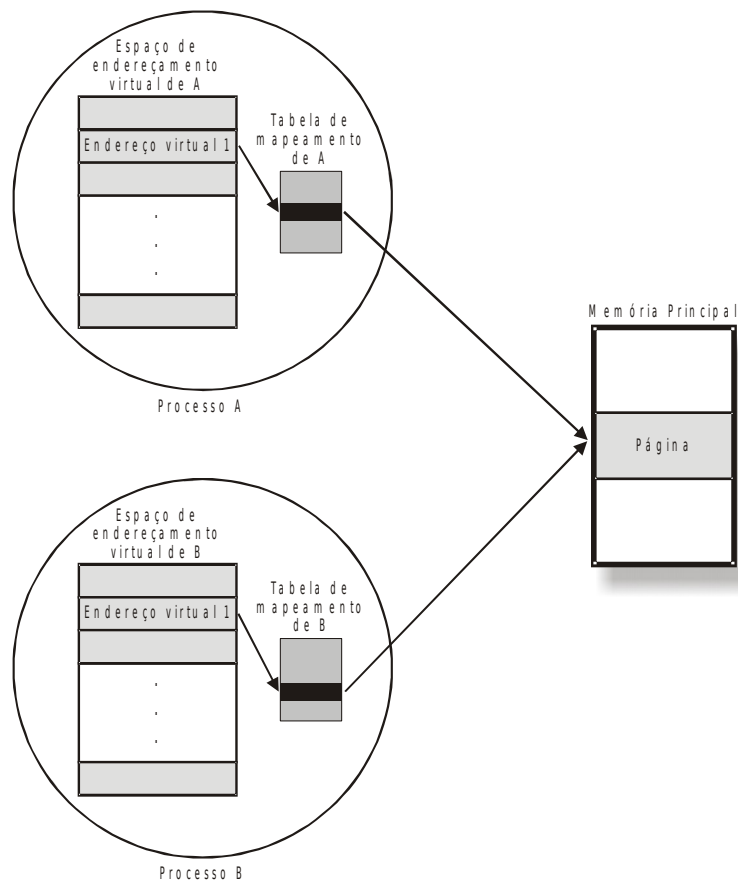 Espaço de
endereçamento
virtual de A
Endereço virtual 1
Tabela de
mapeamento
de A
Processo A
Memória Principal
Página
Espaço de
endereçamento
virtual de B
Endereço virtual 1
Tabela de
mapeamento
de B
Processo B